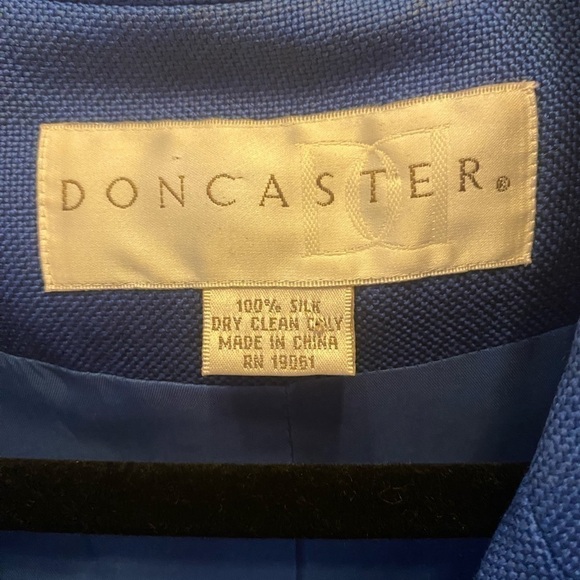 DONCASTER®
100% SILK
DRY CLEAN ONLY
MADE IN CHINA
RN 19061